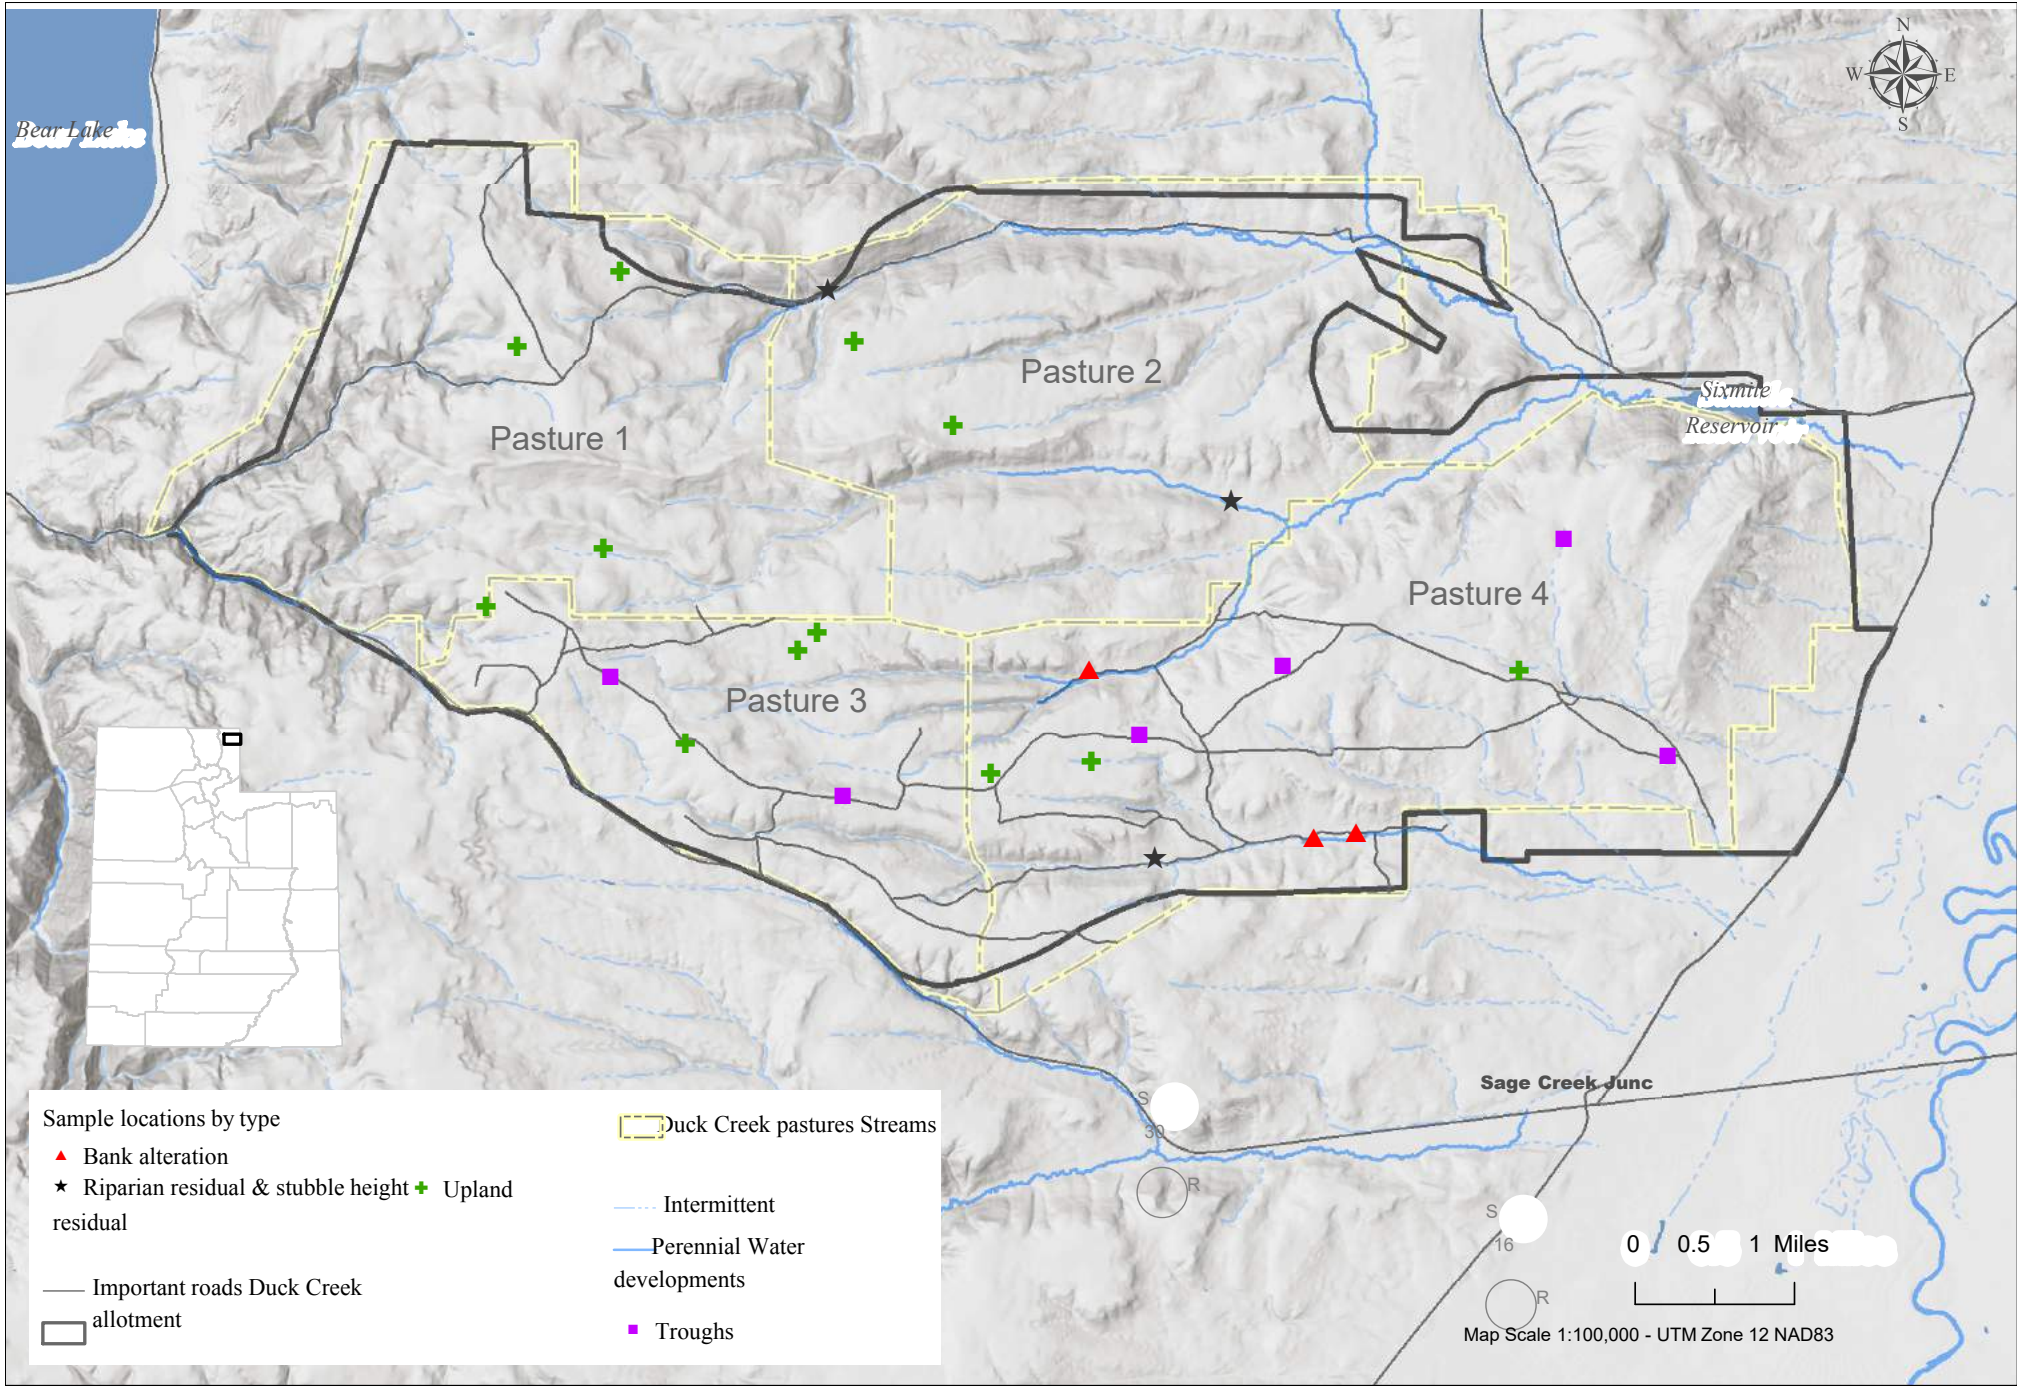 N
W E
S
Bear Lake
Pasture 2
Sixmile
Reservoir
Pasture 1
Pasture 4
Pasture 3
Sage Creek Junc
S
30
R
S
16
R
Sample locations by type
Bank alteration
Riparian residual & stubble height Upland
residual
Important roads Duck Creek
allotment
Duck Creek pastures Streams
Intermittent
Perennial Water
developments
Troughs
0 0.5 1 Miles
Map Scale 1:100,000 - UTM Zone 12 NAD83